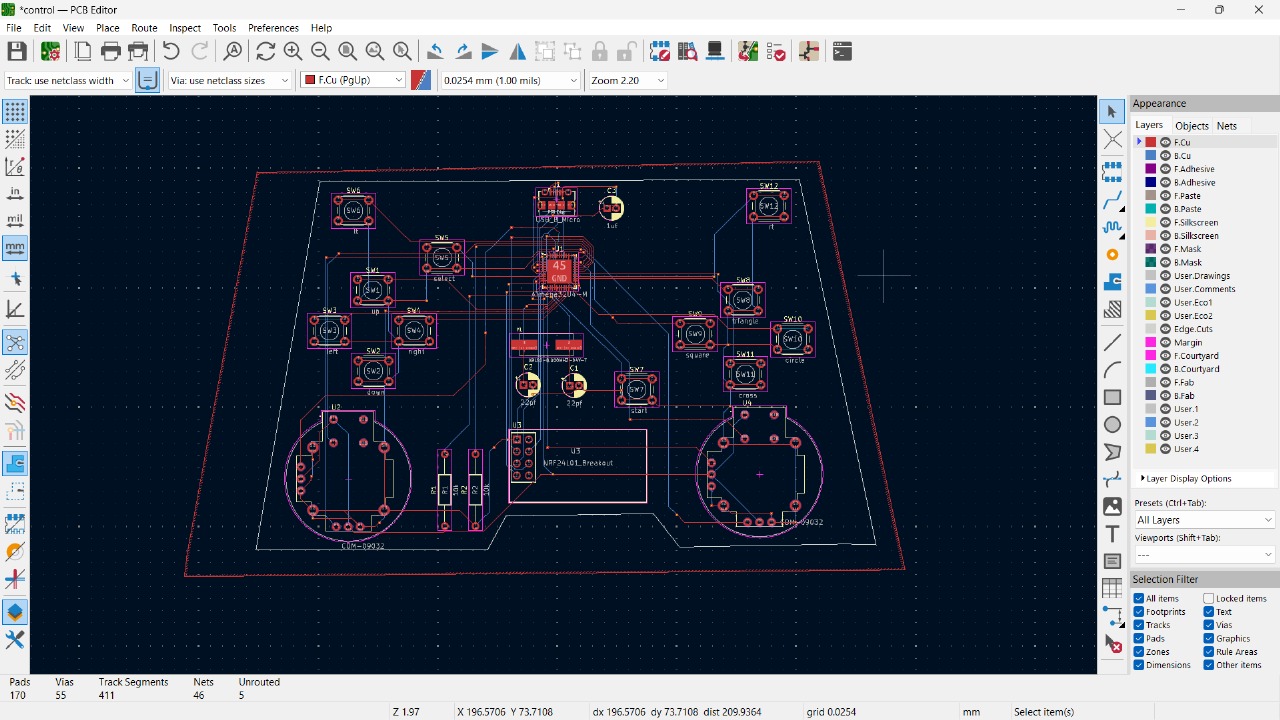 *control — PCB Editor
File Edit View Place Route Inspect Tools Preferences Help
Track: use netclass width Via: use netclass sizes F.Cu (PgUp) 0.0254 mm (1.00 mils) Zoom 2.20
in
mil
mm
Appearance
Layers Objects Nets
F.Cu
B.Cu
F.Adhesive
B.Adhesive
F.Paste
B.Paste
F.Silkscreen
B.Silkscreen
F.Mask
B.Mask
User.Drawings
User.Comments
User.Eco1
User.Eco2
Edge.Cuts
Margin
F.Courtyard
B.Courtyard
F.Fab
B.Fab
User.1
User.2
User.3
User.4
Layer Display Options
Presets (Ctrl+Tab):
All Layers
Viewports (Shift+Tab):
---
Selection Filter
All items Locked items
Footprints Text
Tracks Vias
Pads Graphics
Zones Rule Areas
Dimensions Other items
SW6
SW6
lt
SW5
SW5
select
SW1
SW1
up
SW3
SW3
left
SW4
right
SW2
SW2
down
C3
1uF
U1
45
GND
SW12
SW12
rt
SW8
SW8
triangle
SW9
square
SW10
SW10
circle
SW11
SW11
cross
C2
22pf
C1
22pf
SW7
SW7
start
U2
COM-09032
R1
R1
10k
R2
R2
10k
U3
U3
NRF24L01_Breakout
U4
COM-09032
Pads Vias Track Segments Nets Unrouted
170 55 411 46 5
Z 1.97 X 196.5706 Y 73.7108 dx 196.5706 dy 73.7108 dist 209.9364 grid 0.0254 mm Select item(s)